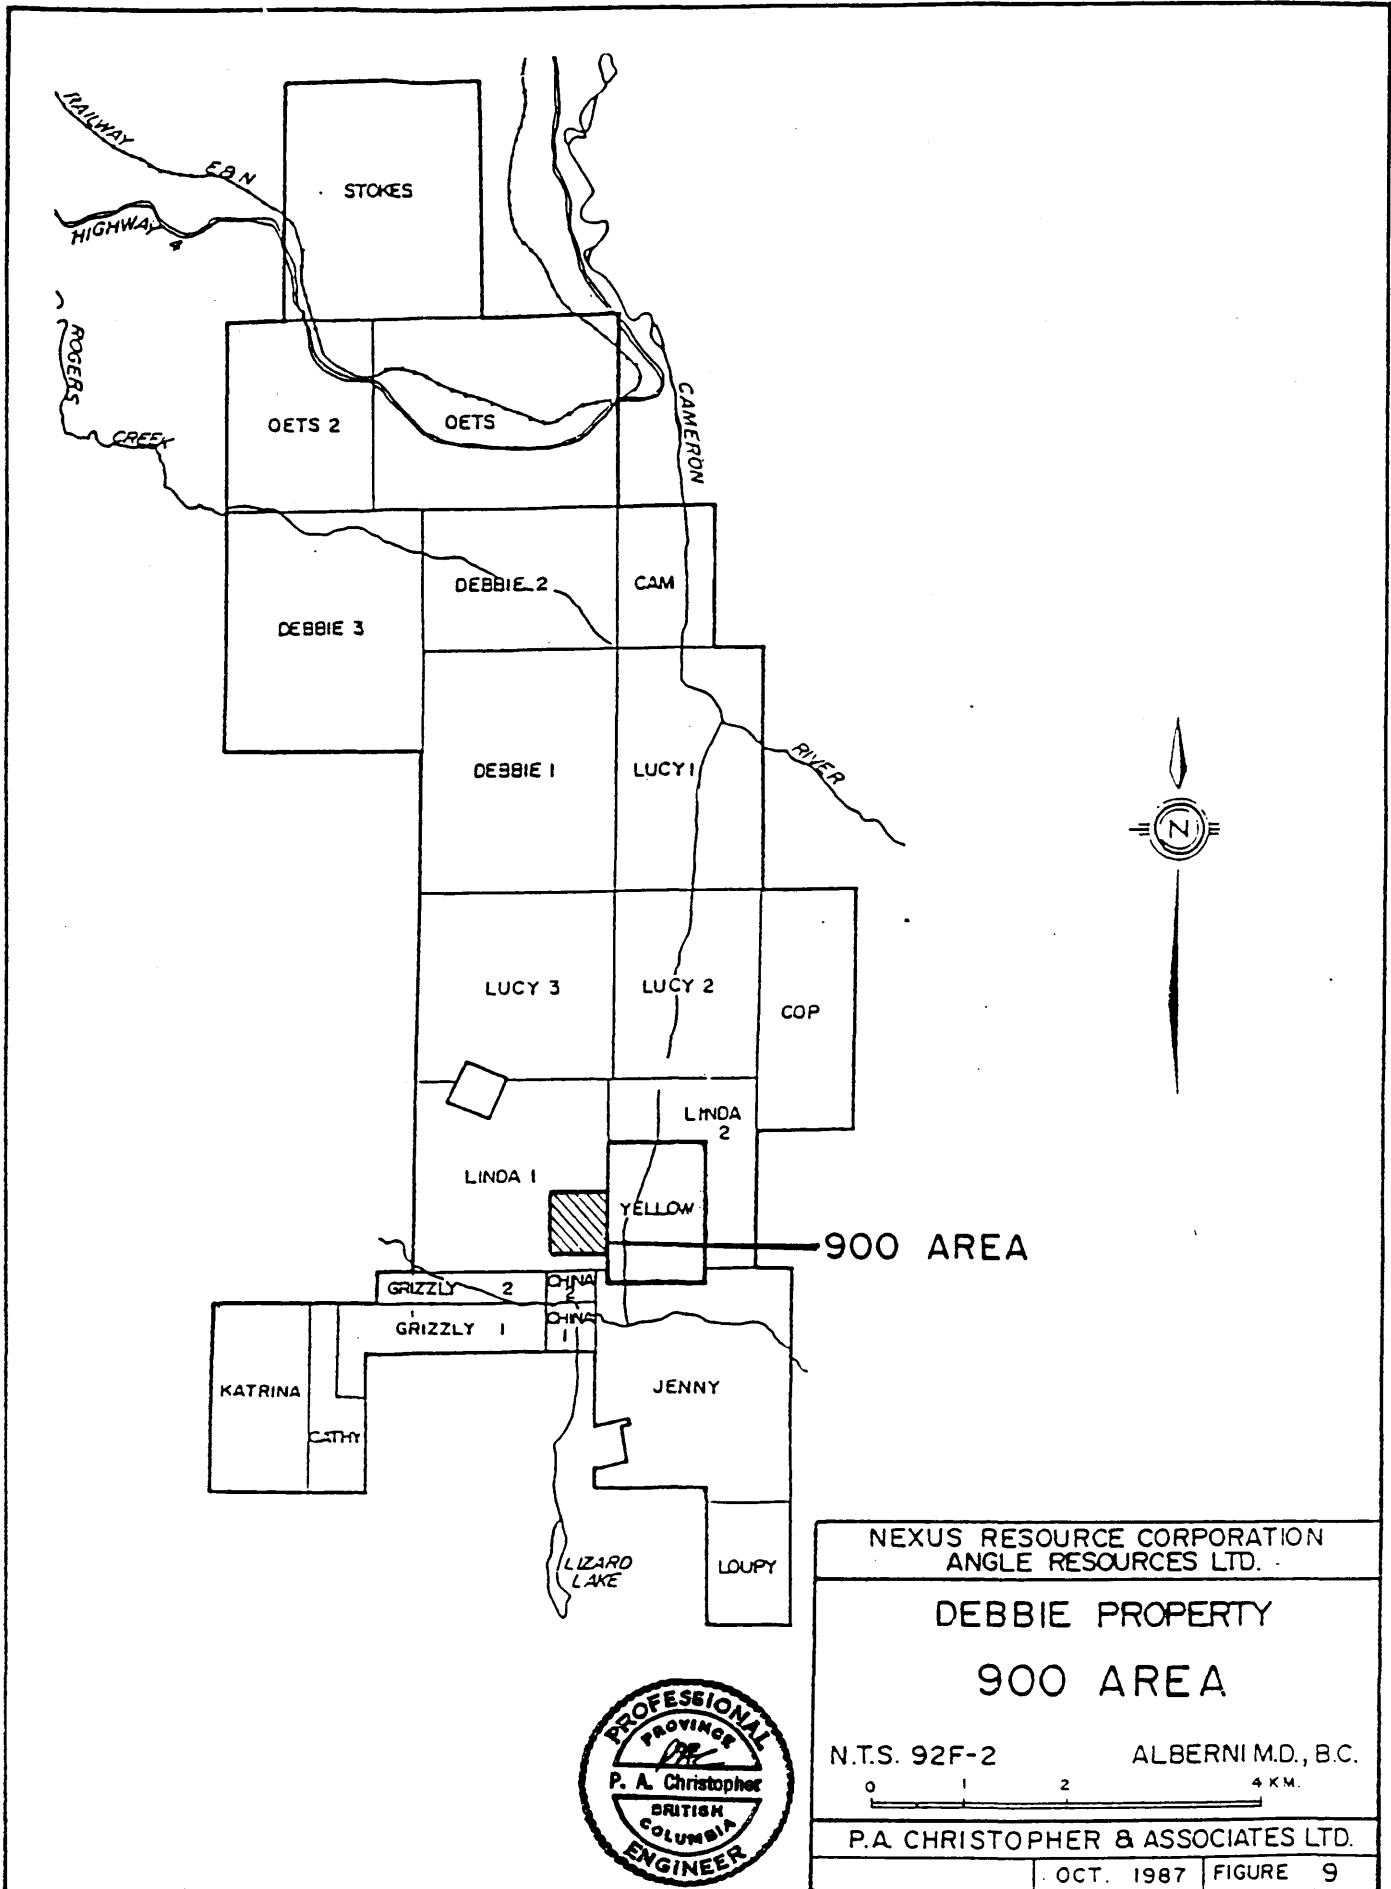 RAILWAY
E&N
HIGHWAY 4
STOKES
ROGERS
CREEK
OETS 2
OETS
CAMERON
DEBBIE 2
CAM
DEBBIE 3
DEBBIE 1
LUCY 1
RIVER
N
LUCY 3
LUCY 2
COP
LINDA
2
LINDA 1
YELLOW
900 AREA
GRIZZLY 2
CHINA
2
GRIZZLY 1
CHINA
1
KATRINA
JENNY
CATHY
LIZARD
LAKE
LOUPY
NEXUS RESOURCE CORPORATION
ANGLE RESOURCES LTD.
DEBBIE PROPERTY
900 AREA
N.T.S. 92F-2 ALBERNI M.D., B.C.
0 1 2 4 KM.
P.A. CHRISTOPHER & ASSOCIATES LTD.
OCT. 1987 FIGURE 9
PROFESSIONAL
PROVINCE
P. A. Christopher
BRITISH
COLUMBIA
ENGINEER